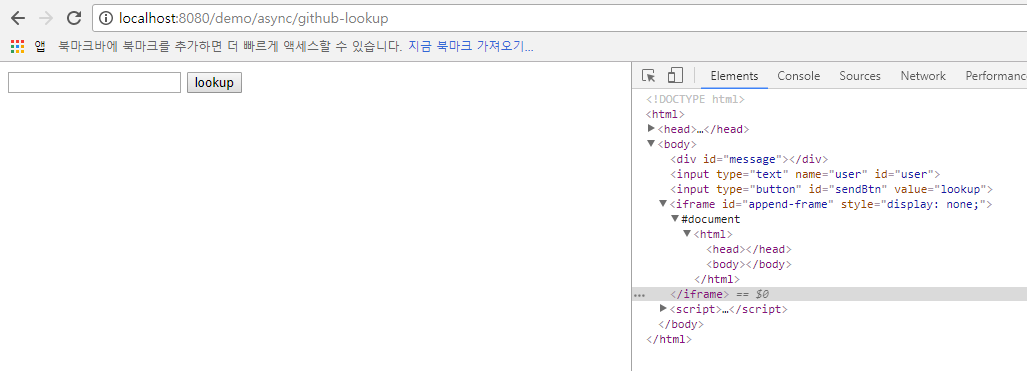 localhost:8080/demo/async/github-lookup
앱 북마크바에 북마크를 추가하면 더 빠르게 액세스할 수 있습니다. 지금 북마크 가져오기...
lookup
Elements Console Sources Network Performance
<!DOCTYPE html>
<html>
<head>…</head>
<body>
<div id="message"></div>
<input type="text" name="user" id="user">
<input type="button" id="sendBtn" value="lookup">
<iframe id="append-frame" style="display: none;">
#document
<html>
<head></head>
<body></body>
</html>
</iframe> == $0
<script>…</script>
</body>
</html>